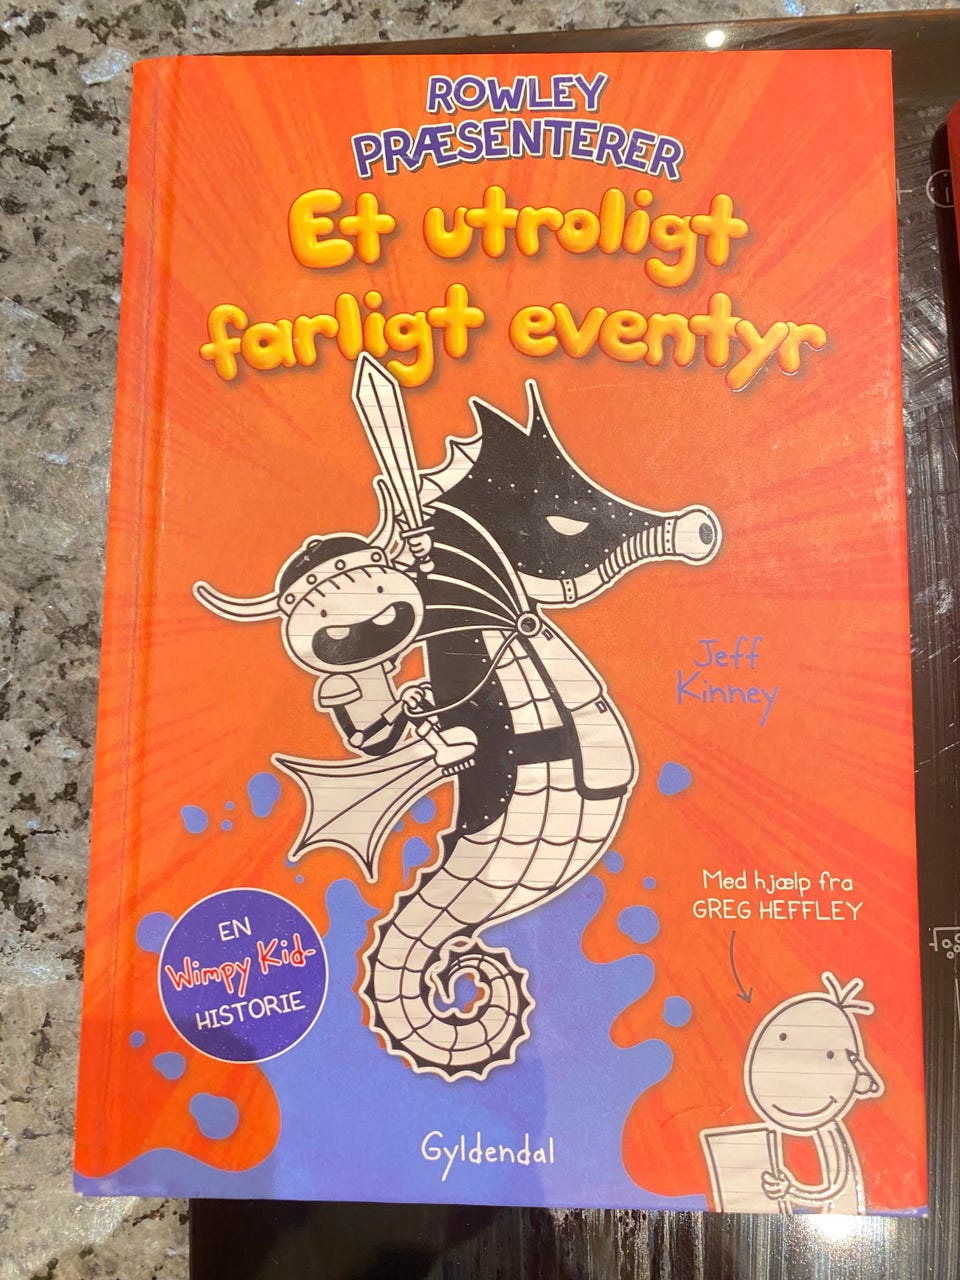 ROWLEY
PRÆSENTERER
Et utroligt
farligt eventyr
Jeff
Kinney
Med hjælp fra
GREG HEFFLEY
EN
Wimpy Kid-
HISTORIE
Gyldendal